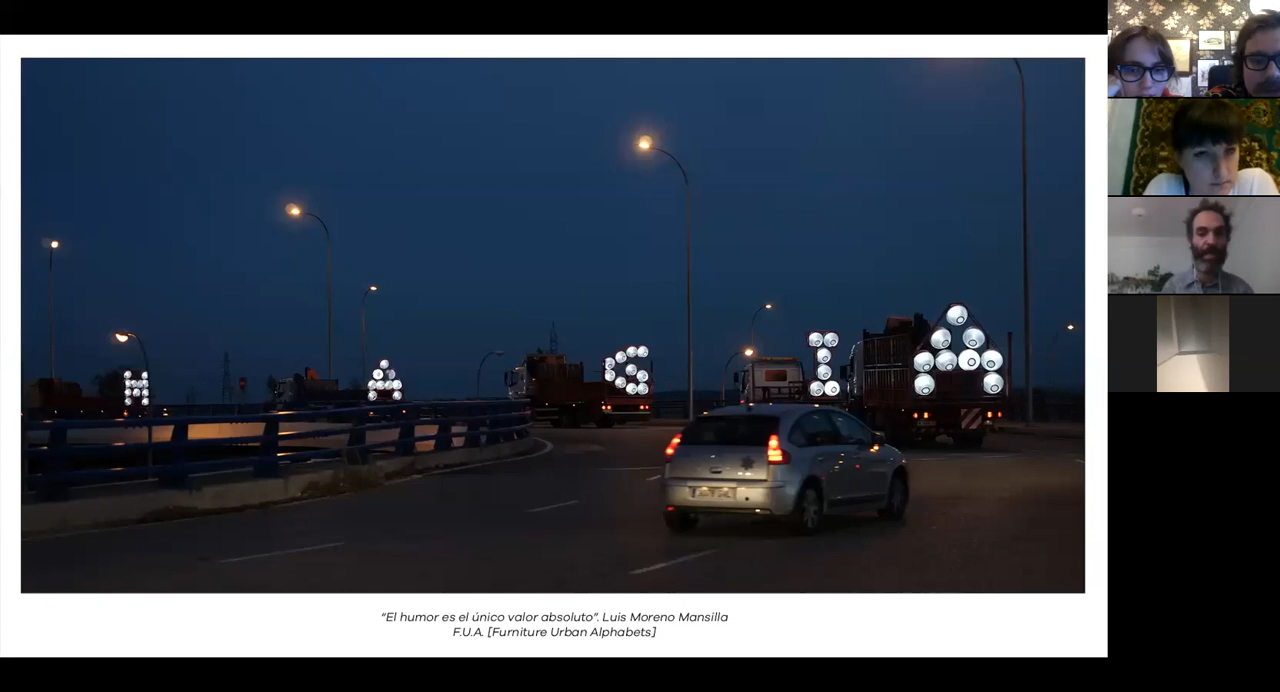 M A G I A
“El humor es el único valor absoluto”. Luis Moreno Mansilla
F.U.A. [Furniture Urban Alphabets]